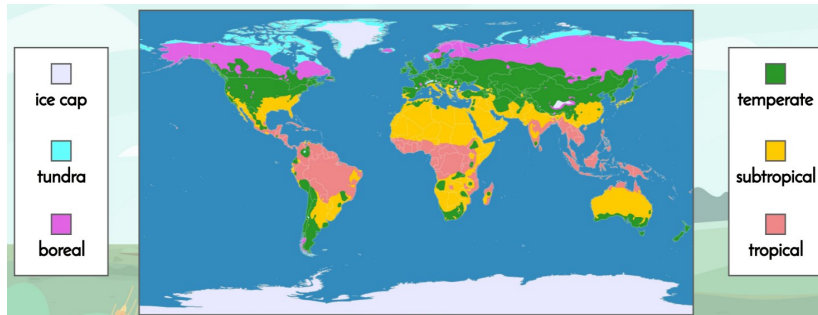 ice cap
tundra
boreal
temperate
subtropical
tropical